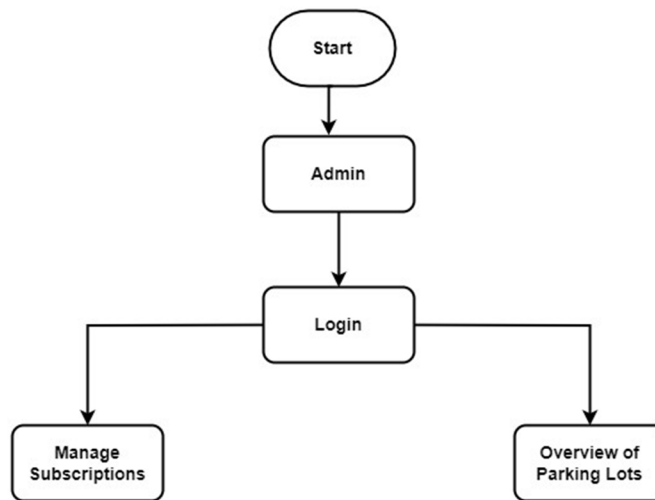 Start
Admin
Login
Manage
Subscriptions
Overview of
Parking Lots